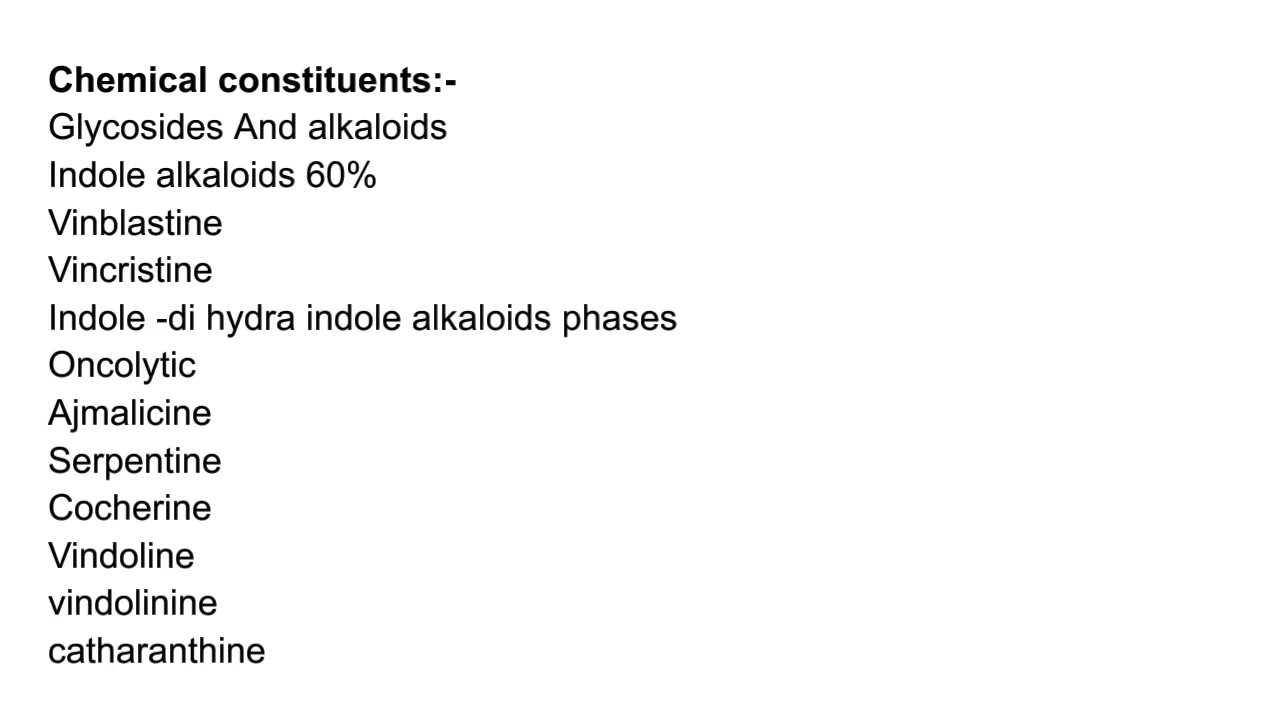 Chemical constituents:-
Glycosides And alkaloids
Indole alkaloids 60%
Vinblastine
Vincristine
Indole -di hydra indole alkaloids phases
Oncolytic
Ajmalicine
Serpentine
Cocherine
Vindoline
vindolinine
catharanthine